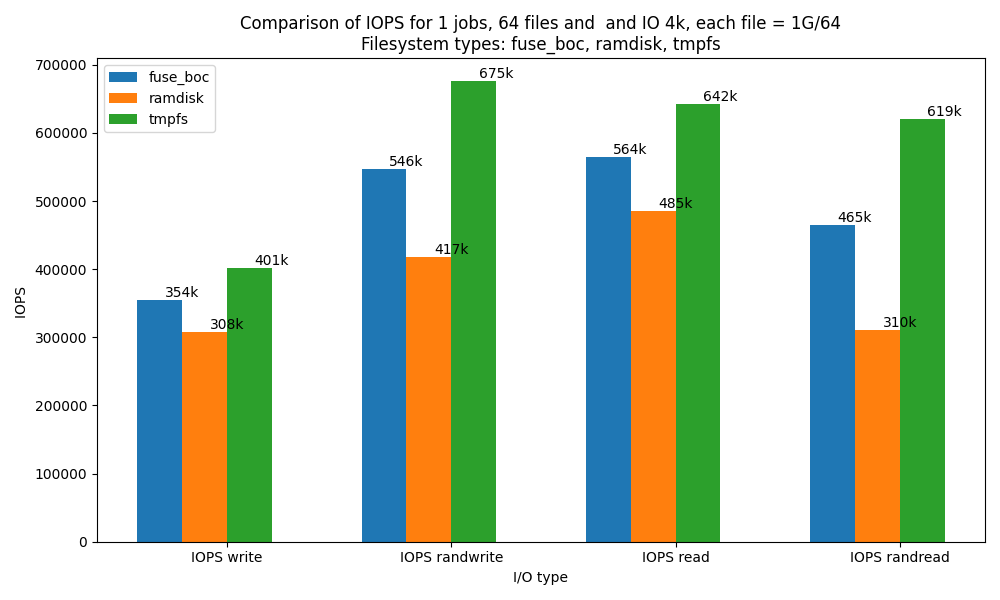 Comparison of IOPS for 1 jobs, 64 files and  and IO 4k, each file = 1G/64
Filesystem types: fuse_boc, ramdisk, tmpfs
fuse_boc
ramdisk
tmpfs
IOPS
700000
600000
500000
400000
300000
200000
100000
0
354k
308k
401k
546k
417k
675k
564k
485k
642k
465k
310k
619k
IOPS write
IOPS randwrite
IOPS read
IOPS randread
I/O type